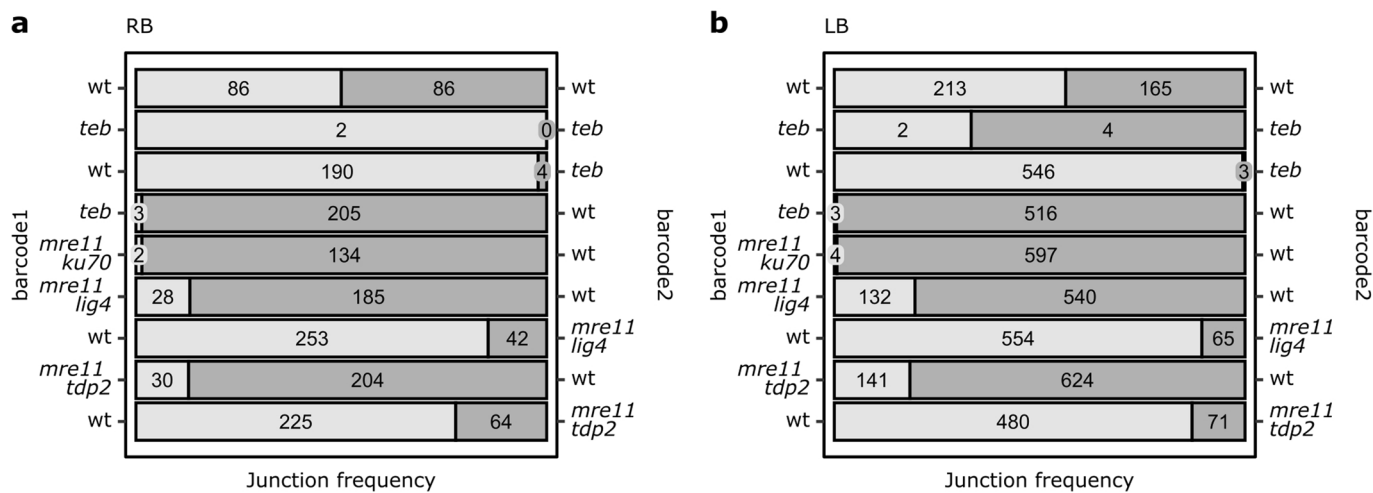 a
RB
barcode1
wt 86 86 wt
teb 2 0 teb
wt 190 4 teb
teb 3 205 wt
mre11
ku70 2 134 wt
mre11
lig4 28 185 wt
wt 253 42 mre11
lig4
mre11
tdp2 30 204 wt
wt 225 64 mre11
tdp2
barcode2
Junction frequency
b
LB
barcode1
wt 213 165 wt
teb 2 4 teb
wt 546 3 teb
teb 3 516 wt
mre11
ku70 4 597 wt
mre11
lig4 132 540 wt
wt 554 65 mre11
lig4
mre11
tdp2 141 624 wt
wt 480 71 mre11
tdp2
barcode2
Junction frequency